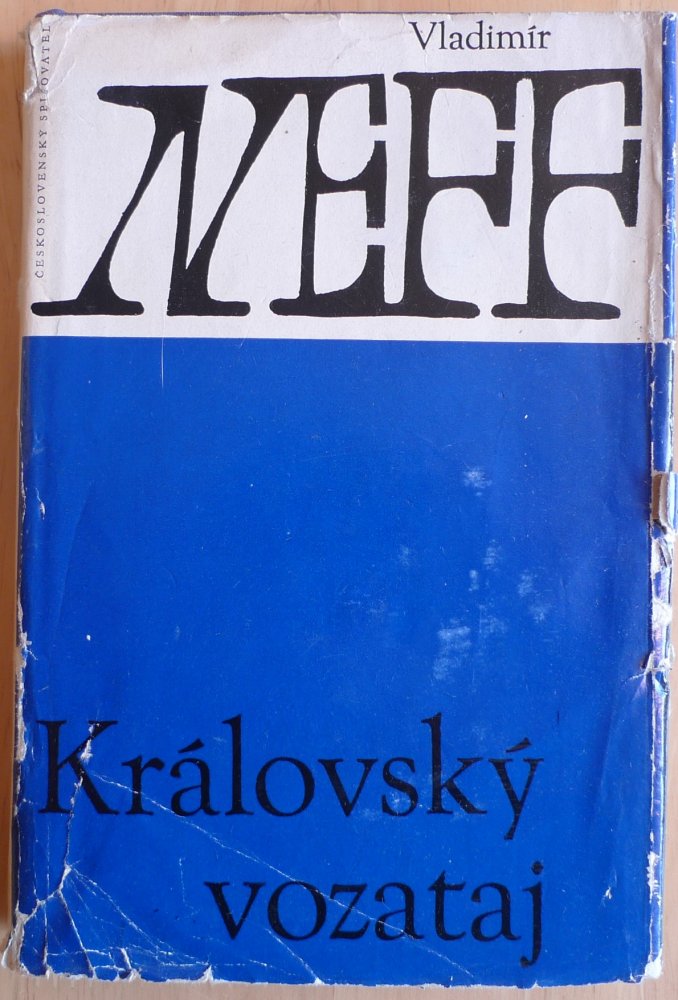 Vladimír
NEFF
ČESKOSLOVENSKÝ SPISOVATEL
Královský
vozataj